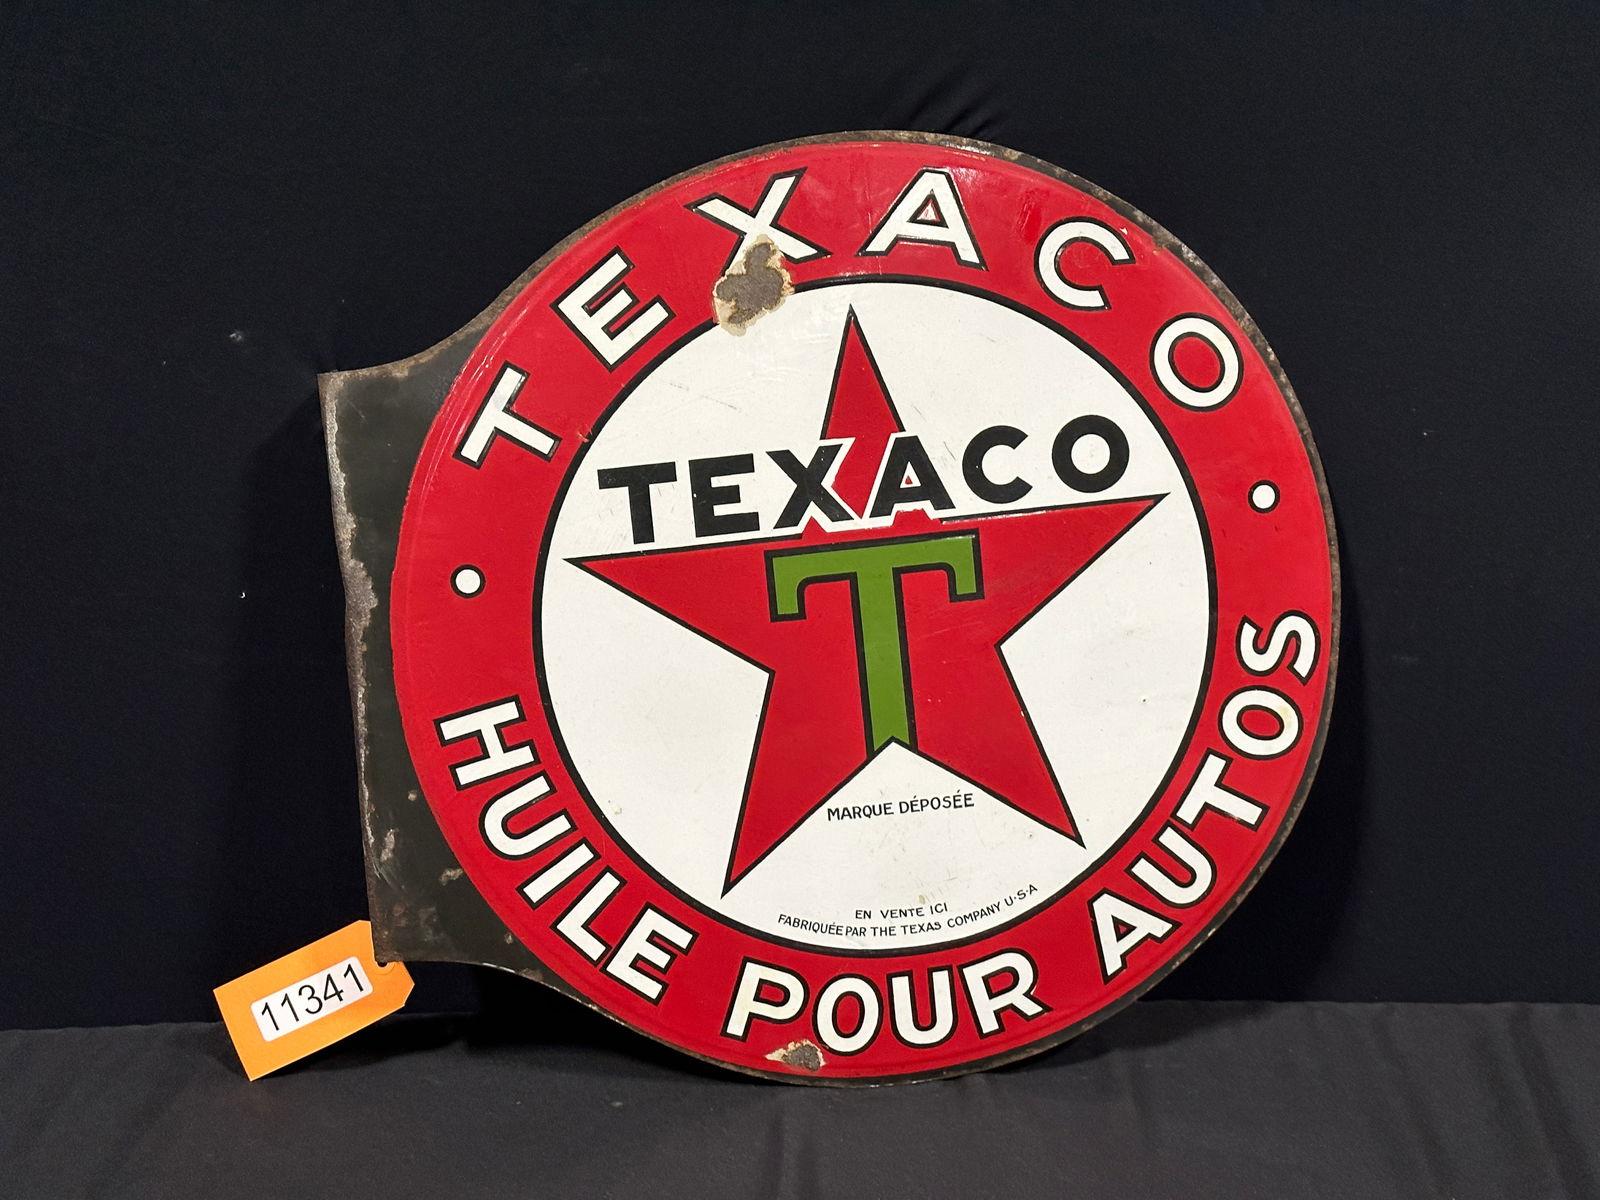 TEXACO
TEXACO
T
MARQUE DÉPOSÉE
EN VENTE ICI
FABRIQUÉE PAR THE TEXAS COMPANY U·S·A
HUILE POUR AUTOS
11341